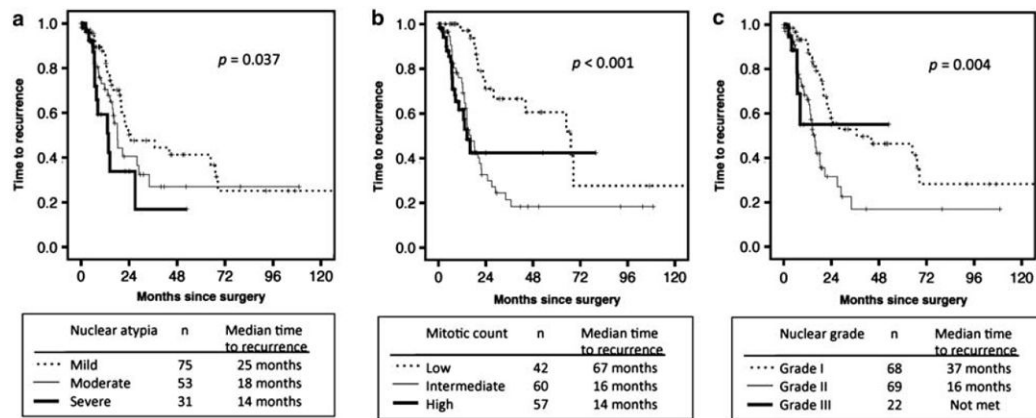 a
p = 0.037
Time to recurrence
1.0
0.8
0.6
0.4
0.2
0.0
0 24 48 72 96 120
Months since surgery
Nuclear atypia n Median time to recurrence
Mild 75 25 months
Moderate 53 18 months
Severe 31 14 months
b
p < 0.001
Time to recurrence
1.0
0.8
0.6
0.4
0.2
0.0
0 24 48 72 96 120
Months since surgery
Mitotic count n Median time to recurrence
Low 42 67 months
Intermediate 60 16 months
High 57 14 months
c
p = 0.004
Time to recurrence
1.0
0.8
0.6
0.4
0.2
0.0
0 24 48 72 96 120
Months since surgery
Nuclear grade n Median time to recurrence
Grade I 68 37 months
Grade II 69 16 months
Grade III 22 Not met